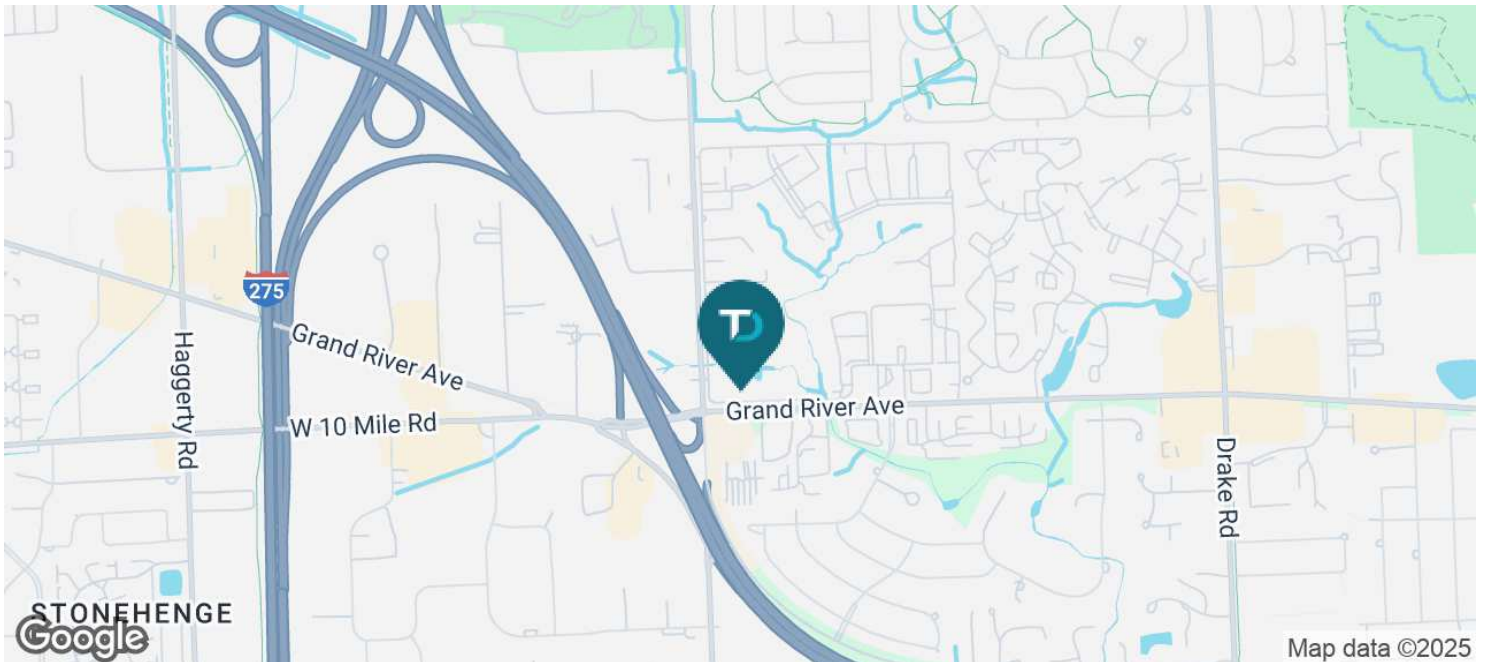 275
Grand River Ave
Haggerty Rd
W 10 Mile Rd
TD
Grand River Ave
Drake Rd
STONEHENGE
Google
Map data ©2025